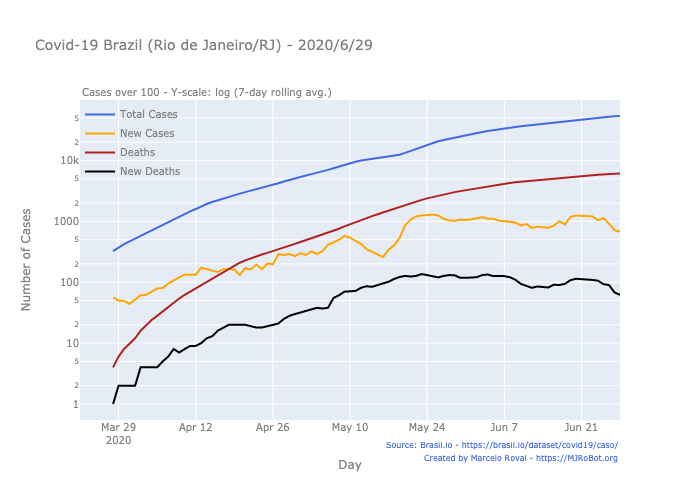 Covid-19 Brazil (Rio de Janeiro/RJ) - 2020/6/29
Cases over 100 - Y-scale: log (7-day rolling avg.)
Total Cases
New Cases
Deaths
New Deaths
5
2
10k
5
2
1000
5
2
100
5
2
10
5
2
1
Number of Cases
Mar 29 Apr 12 Apr 26 May 10 May 24 Jun 7 Jun 21
2020
Day
Source: Brasil.io - https://brasil.io/dataset/covid19/caso/
Created by Marcelo Rovai - https://MJRoBot.org